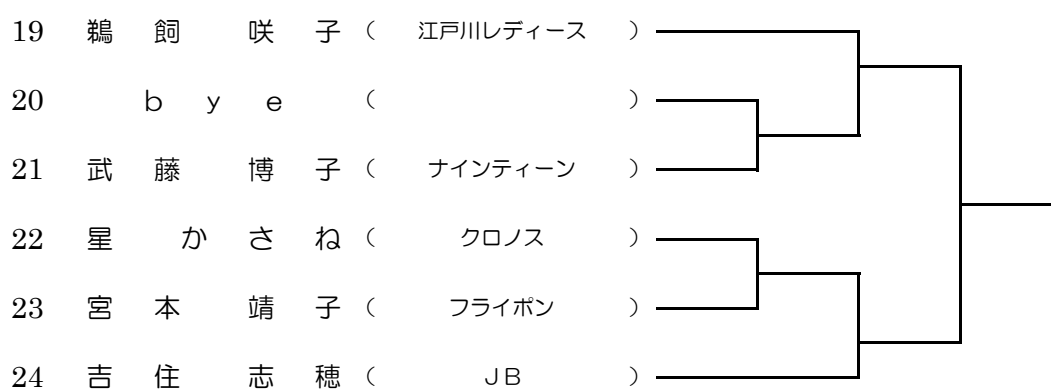 19 鵜飼 咲子 ( 江戸川レディース )
20 bye ( )
21 武藤 博子 ( ナインティーン )
22 星 かさね ( クロノス )
23 宮本 靖子 ( フライポン )
24 吉住 志穂 ( JB )